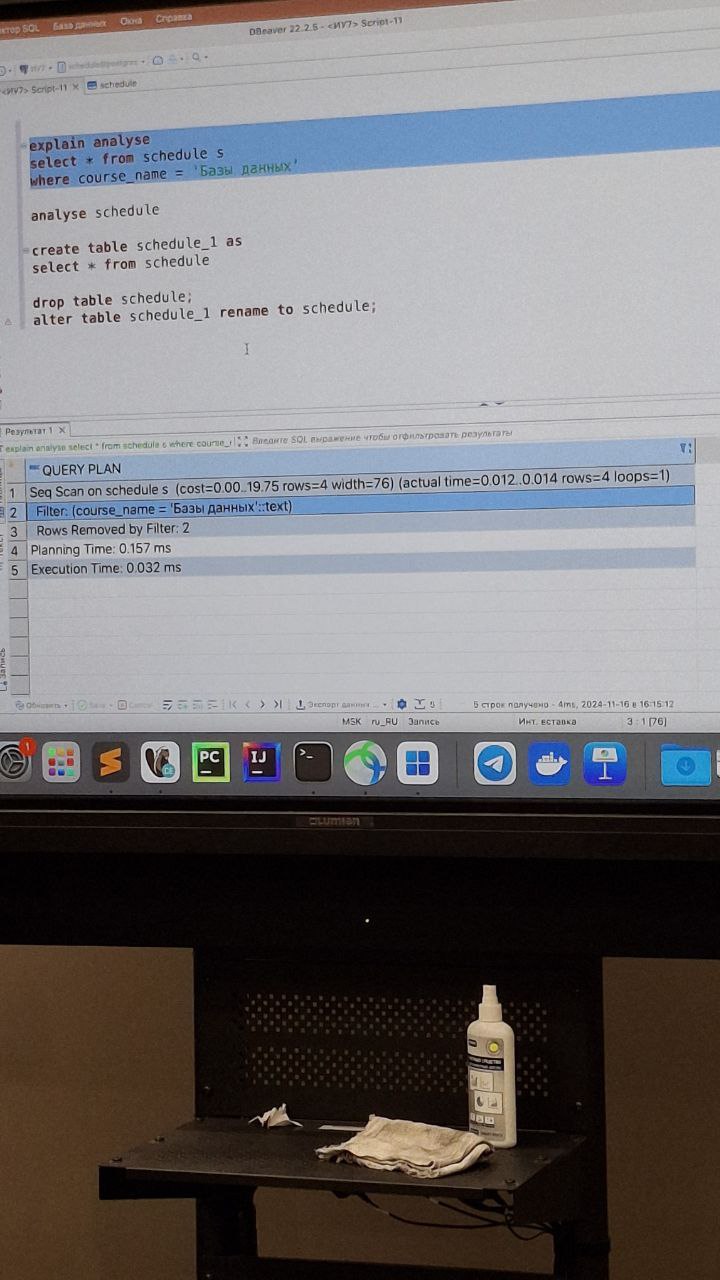 ктор SQL База данных Окна Справка
DBeaver 22.2.5 - <ИУ7> Script-11
<ИУ7> Script-11 schedule
explain analyse
select * from schedule s
where course_name = 'Базы данных'
analyse schedule
create table schedule_1 as
select * from schedule
drop table schedule;
alter table schedule_1 rename to schedule;
Результат 1
explain analyse select * from schedule s where course_ Введите SQL выражение чтобы отфильтровать результаты
QUERY PLAN
1 Seq Scan on schedule s (cost=0.00..19.75 rows=4 width=76) (actual time=0.012..0.014 rows=4 loops=1)
2 Filter: (course_name = 'Базы данных'::text)
3 Rows Removed by Filter: 2
4 Planning Time: 0.157 ms
5 Execution Time: 0.032 ms
Запись
Обновить Save Cancel Экспорт данных ... 5 5 строк получено - 4ms, 2024-11-16 в 16:15:12
MSK ru_RU Запись Инт. вставка 3 : 1 [76]
1 CE PC IJ
Lumian